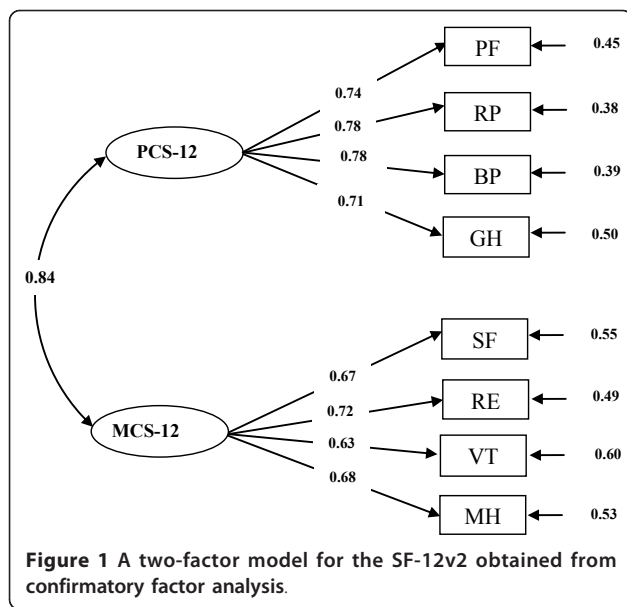 PF
0.45
0.74
RP
0.38
0.78
PCS-12
0.78
BP
0.39
0.71
GH
0.50
0.84
SF
0.55
0.67
RE
0.49
0.72
MCS-12
0.63
VT
0.60
0.68
MH
0.53
Figure 1 A two-factor model for the SF-12v2 obtained from
confirmatory factor analysis.